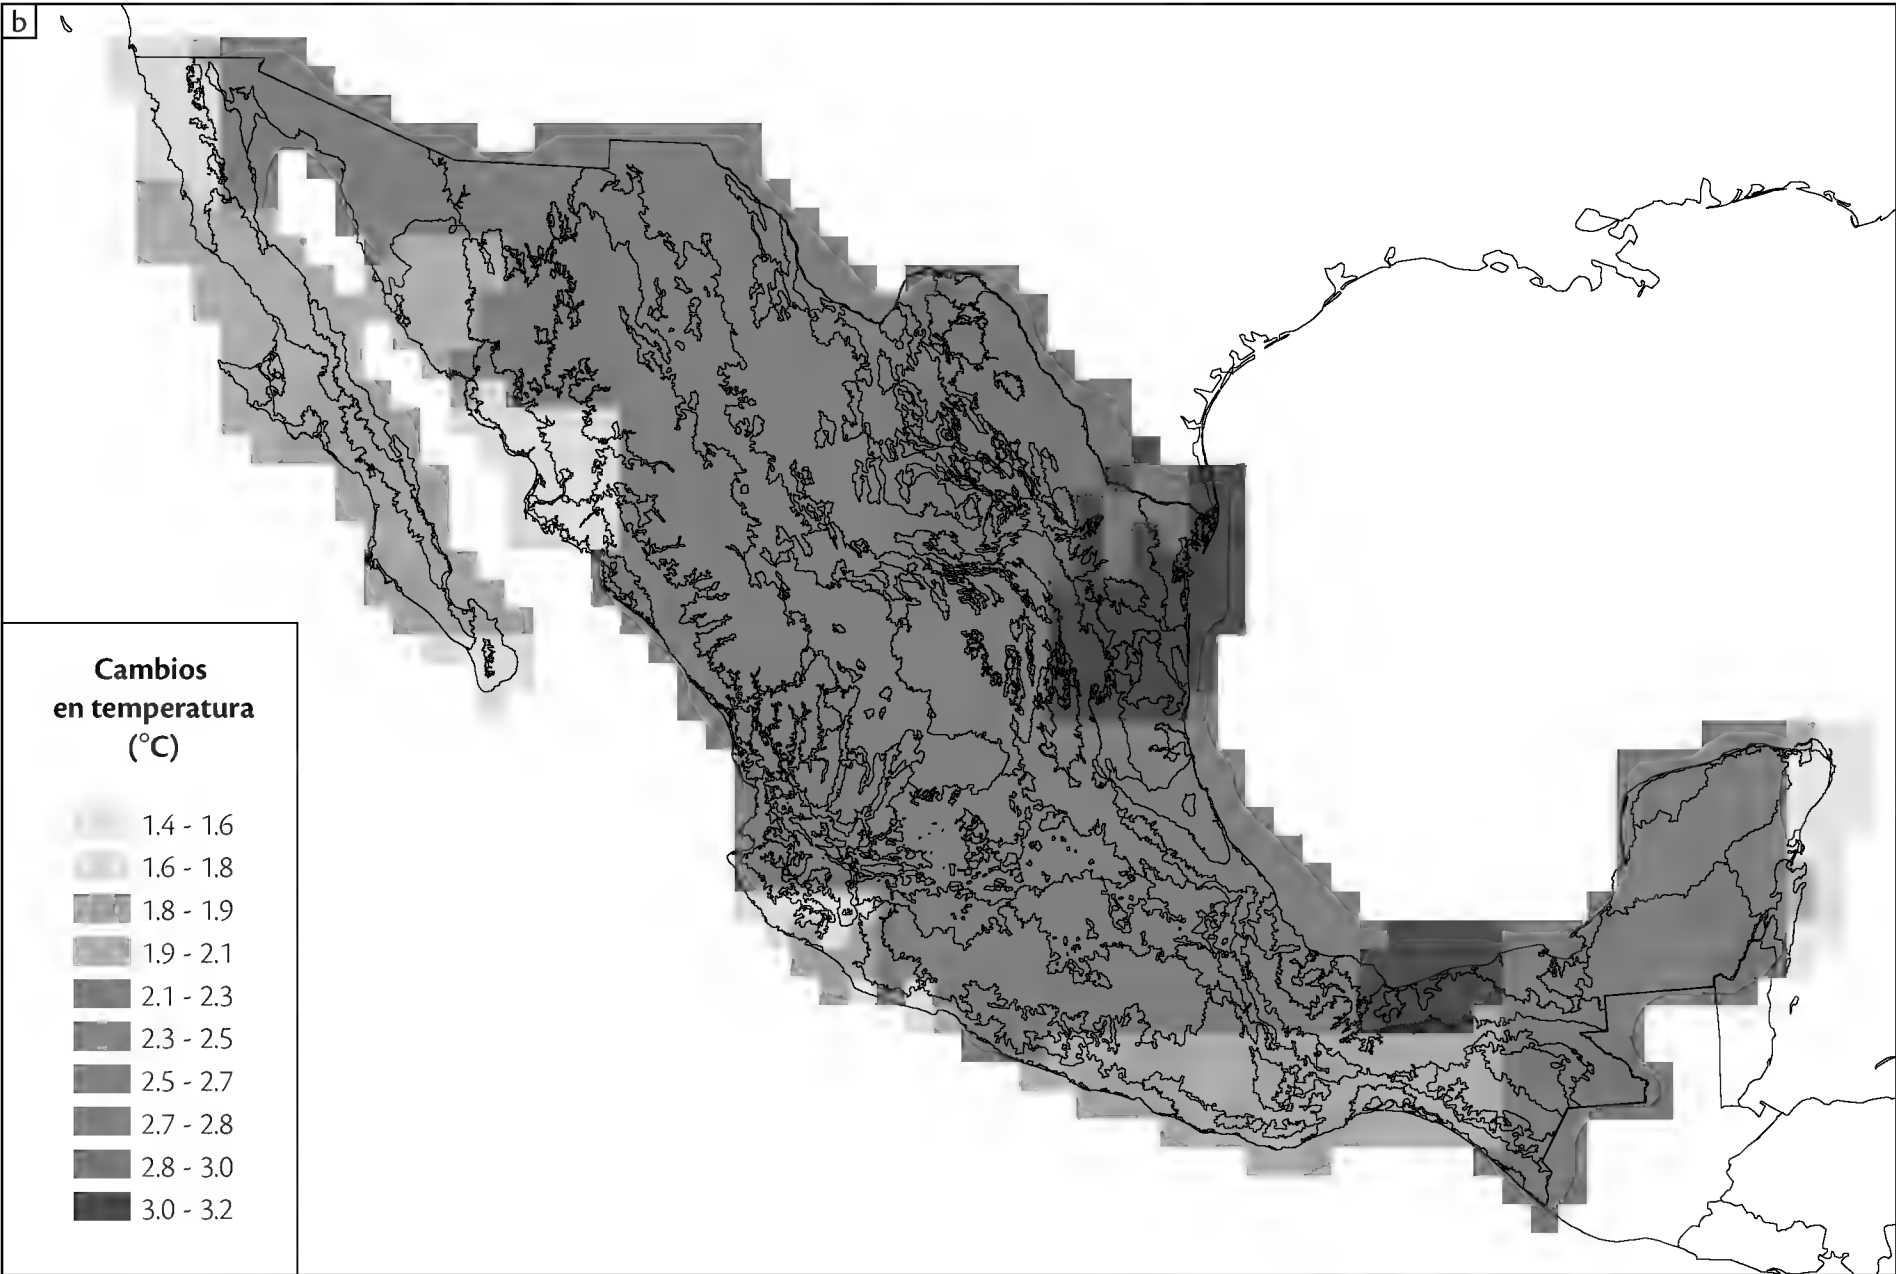 b
Cambios
en temperatura
(°C)
1.4 - 1.6
1.6 - 1.8
1.8 - 1.9
1.9 - 2.1
2.1 - 2.3
2.3 - 2.5
2.5 - 2.7
2.7 - 2.8
2.8 - 3.0
3.0 - 3.2